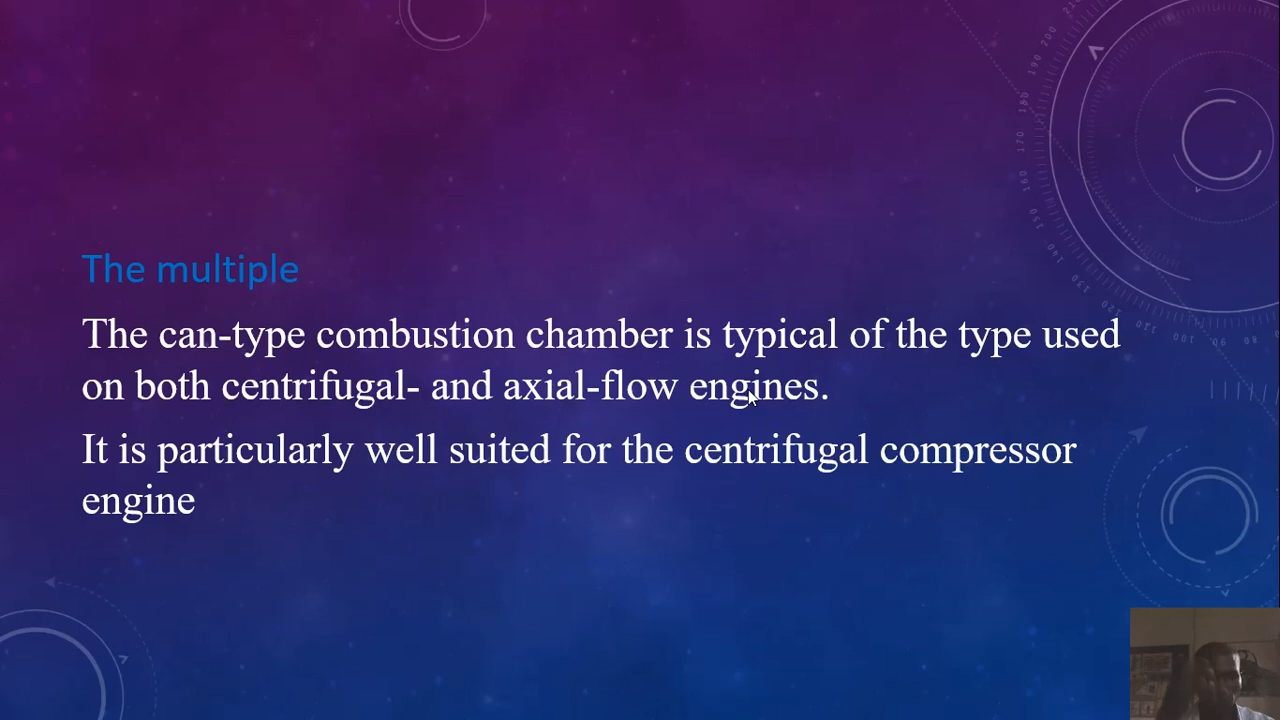 The multiple
The can-type combustion chamber is typical of the type used
on both centrifugal- and axial-flow engines.
It is particularly well suited for the centrifugal compressor
engine